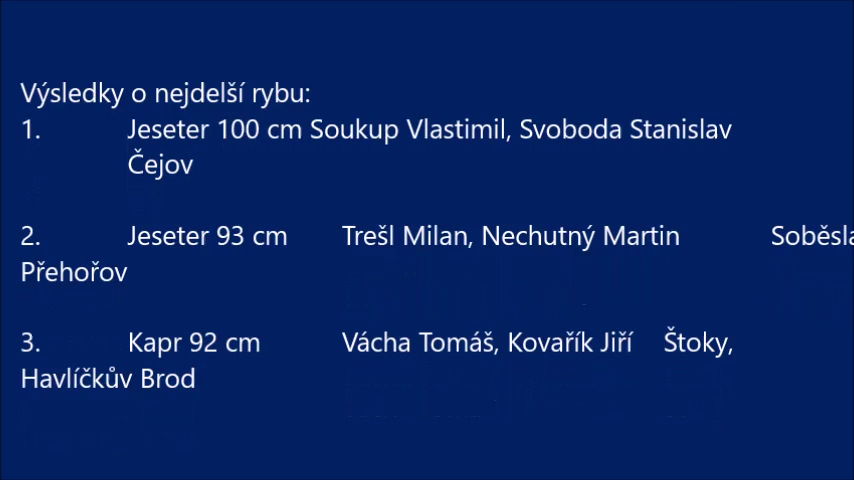 Výsledky o nejdelší rybu:
1. Jeseter 100 cm Soukup Vlastimil, Svoboda Stanislav
Čejov
2. Jeseter 93 cm Trešl Milan, Nechutný Martin
Přehořov
3. Kapr 92 cm Vácha Tomáš, Kovařík Jiří Štoky,
Havlíčkův Brod